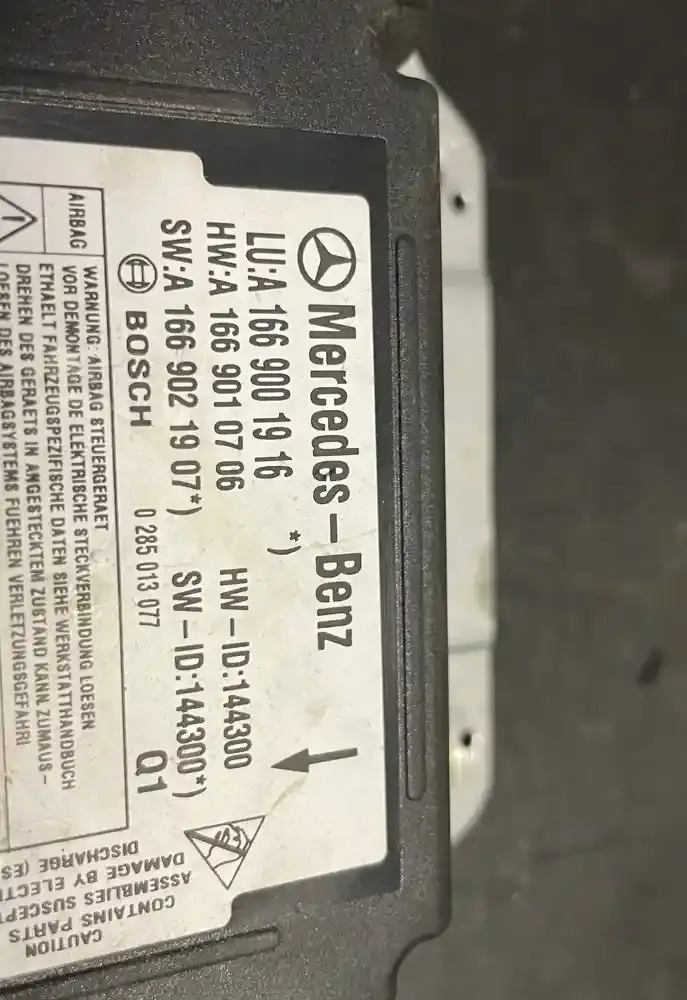 Mercedes-Benz
LU:A 166 900 19 16 *)
HW:A 166 901 07 06 HW-ID:144300
SW:A 166 902 19 07*) SW-ID:144300*)
BOSCH 0 285 013 077 Q1
AIRBAG
WARNUNG: AIRBAG STEUERGERAET
VOR DEMONTAGE DE ELEKTRISCHE STECKVERBINDUNG LOESEN
ETHAELT FAHRZEUGSPEZIFISCHE DATEN SIEHE WERKSTATTHANDBUCH
DREHEN DES GERAETS IN ANGESTECKTEM ZUSTAND KANN ZUMAUS-
LOESEN DES AIRBAGSYSTEMS FUEHREN VERLETZUNGSGEFAHR!
CAUTION
CONTAINS PARTS
ASSEMBLIES SUSCEPT
DAMAGE BY ELECT
DISCHARGE (ES